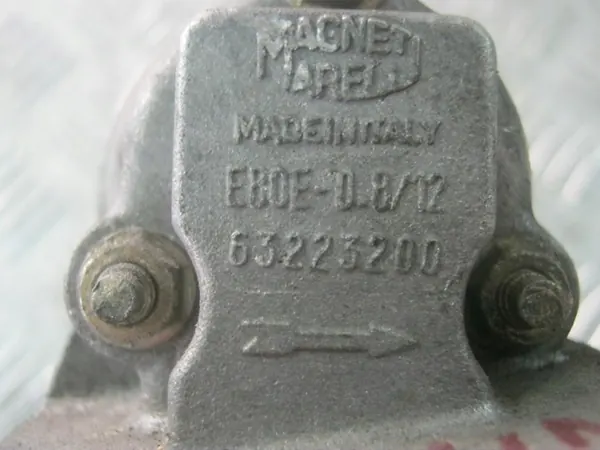 MAGNETI
MARELLI
MADE IN ITALY
E80E-0.8/12
63223200